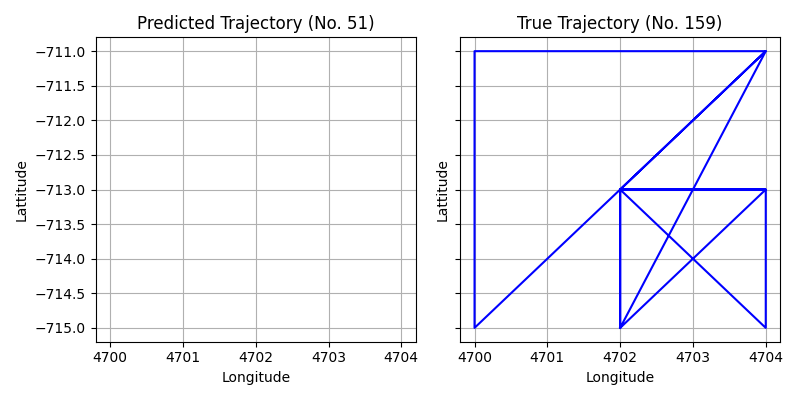 Predicted Trajectory (No. 51)
−711.0
−711.5
−712.0
−712.5
−713.0
−713.5
−714.0
−714.5
−715.0
Lattitude
4700 4701 4702 4703 4704
Longitude
True Trajectory (No. 159)
Lattitude
4700 4701 4702 4703 4704
Longitude